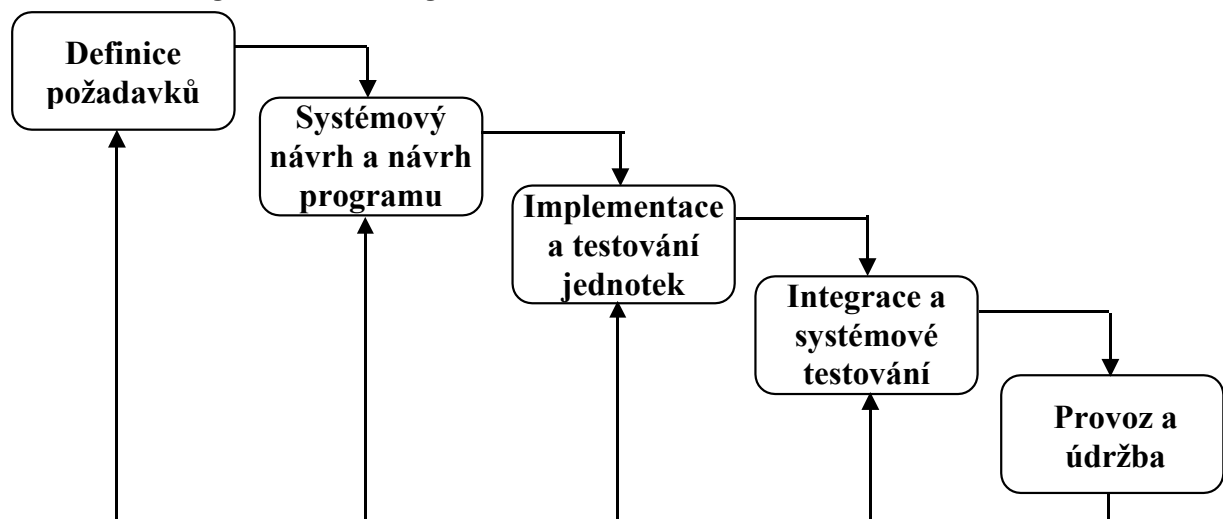 Definice
požadavků
Systémový
návrh a návrh
programu
Implementace
a testování
jednotek
Integrace a
systémové
testování
Provoz a
údržba